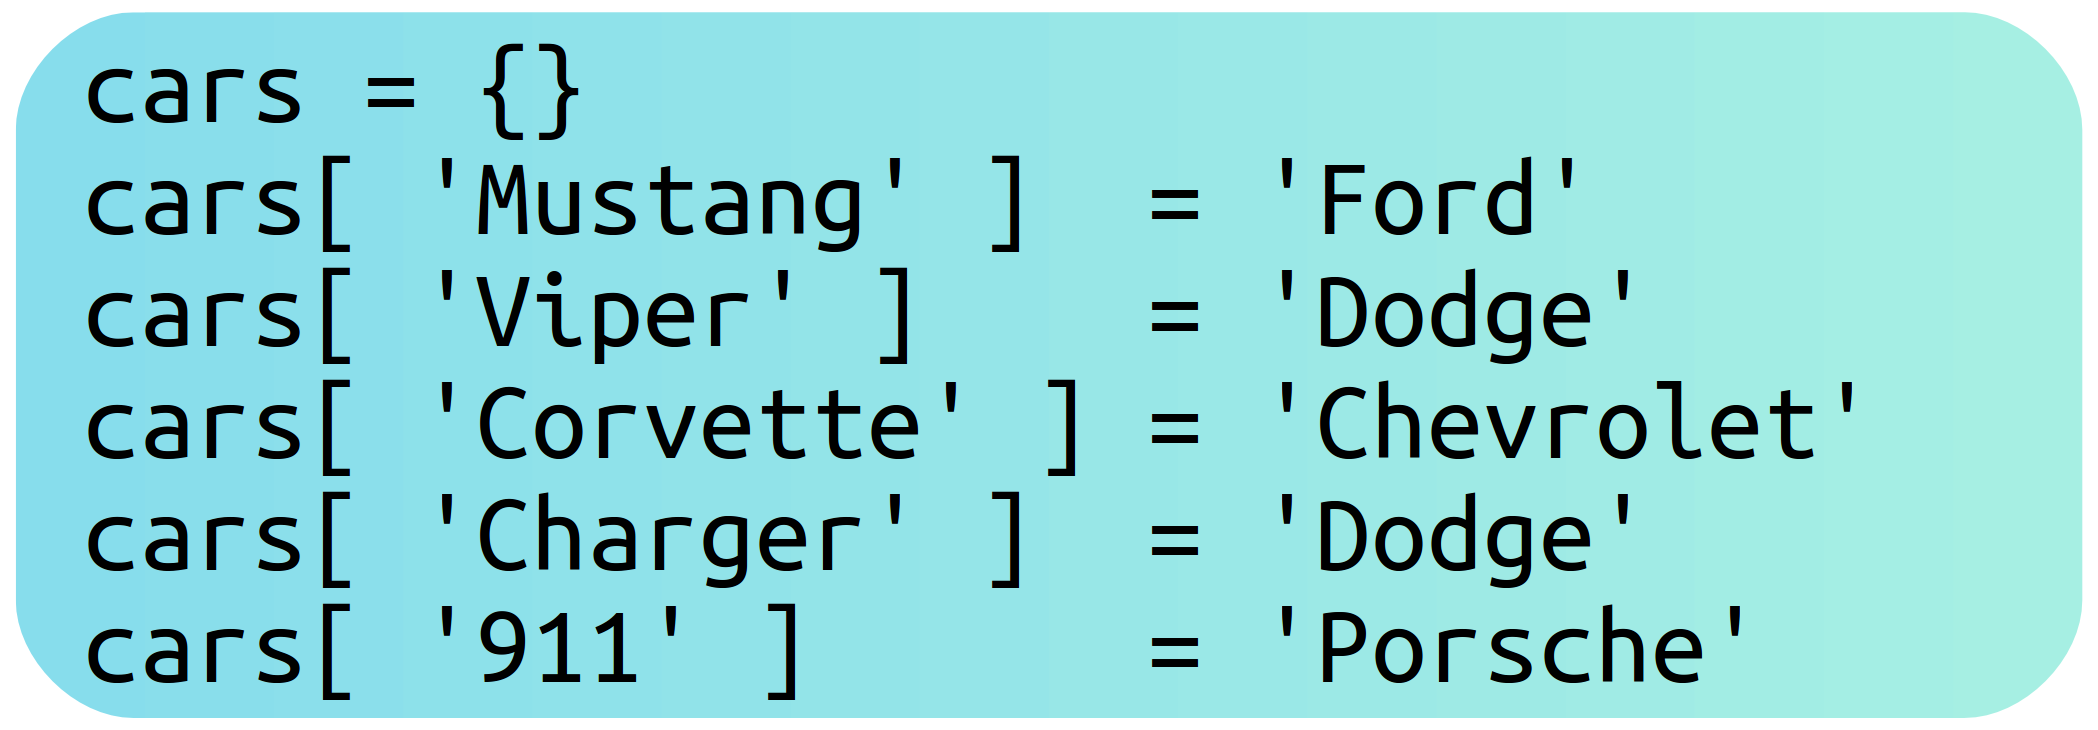 cars = {}
cars[ 'Mustang' ]  = 'Ford'
cars[ 'Viper' ]    = 'Dodge'
cars[ 'Corvette' ] = 'Chevrolet'
cars[ 'Charger' ]  = 'Dodge'
cars[ '911' ]      = 'Porsche'